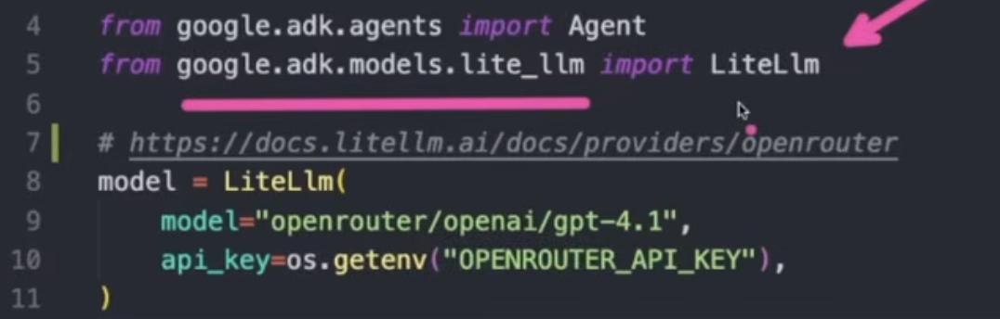 4 from google.adk.agents import Agent
5 from google.adk.models.lite_llm import LiteLlm
6
7 # https://docs.litellm.ai/docs/providers/openrouter
8 model = LiteLlm(
9 model="openrouter/openai/gpt-4.1",
10 api_key=os.getenv("OPENROUTER_API_KEY"),
11 )